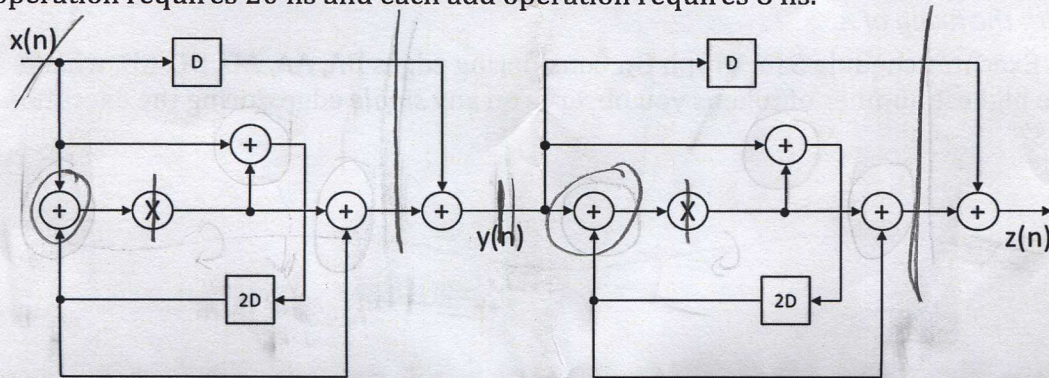 operation requires 20 ns and each add operation requires 8 ns.
x(n)
D
D
+
+
+
X
+
+
y(n)
+
X
+
+
z(n)
2D
2D